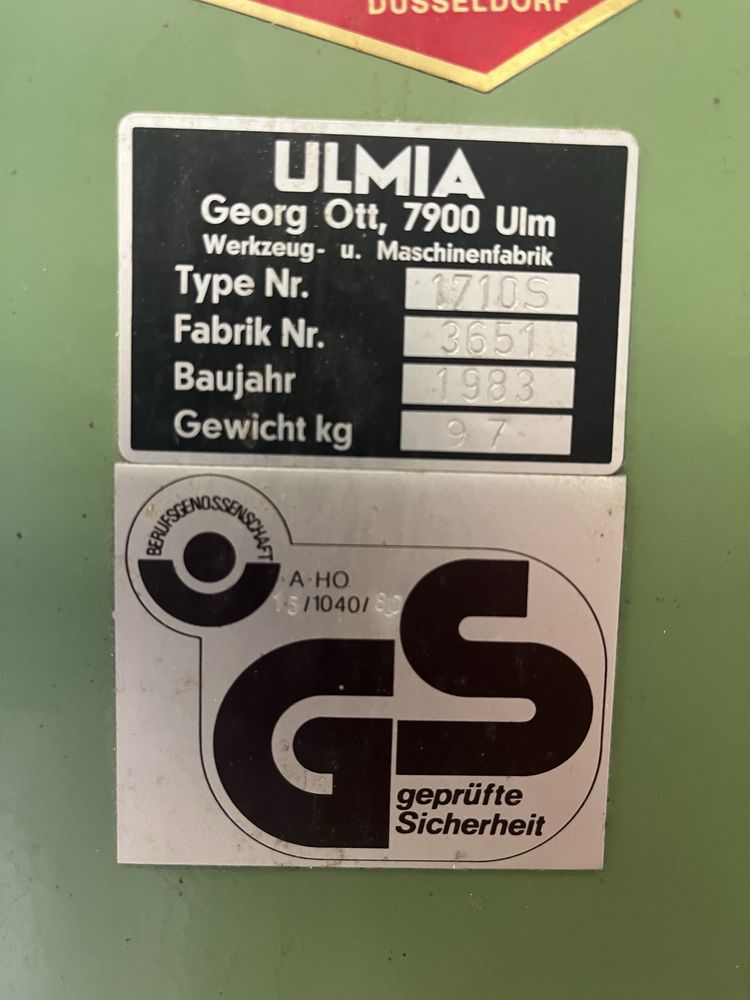 DÜSSELDORF
ULMIA
Georg Ott, 7900 Ulm
Werkzeug- u. Maschinenfabrik
Type Nr. 1710S
Fabrik Nr. 3651
Baujahr 1983
Gewicht kg 97
BERUFSGENOSSENSCHAFT
A-HO
/1040/
GS
geprüfte
Sicherheit